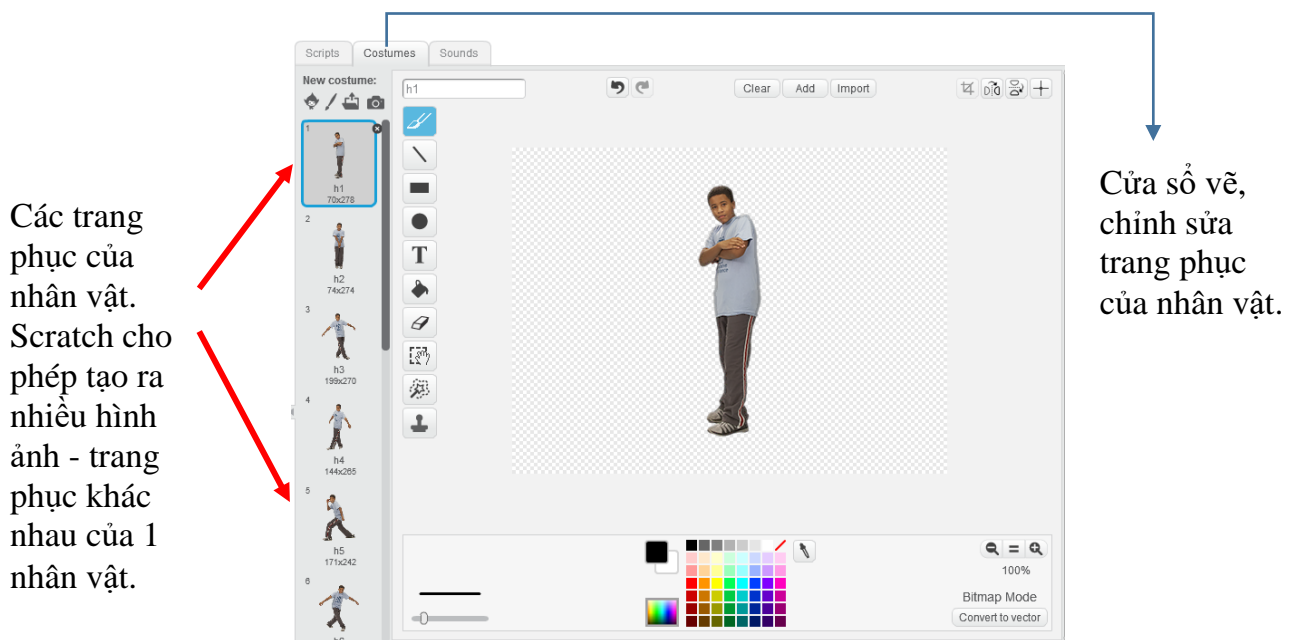 Các trang
phục của
nhân vật.
Scratch cho
phép tạo ra
nhiều hình
ảnh - trang
phục khác
nhau của 1
nhân vật.
Scripts Costumes Sounds
New costume:
1
h1
70x278
2
h2
74x274
3
h3
199x270
4
h4
144x265
5
h5
171x242
6
h1
Clear Add Import
T
100%
Bitmap Mode
Convert to vector
Cửa sổ vẽ,
chỉnh sửa
trang phục
của nhân vật.